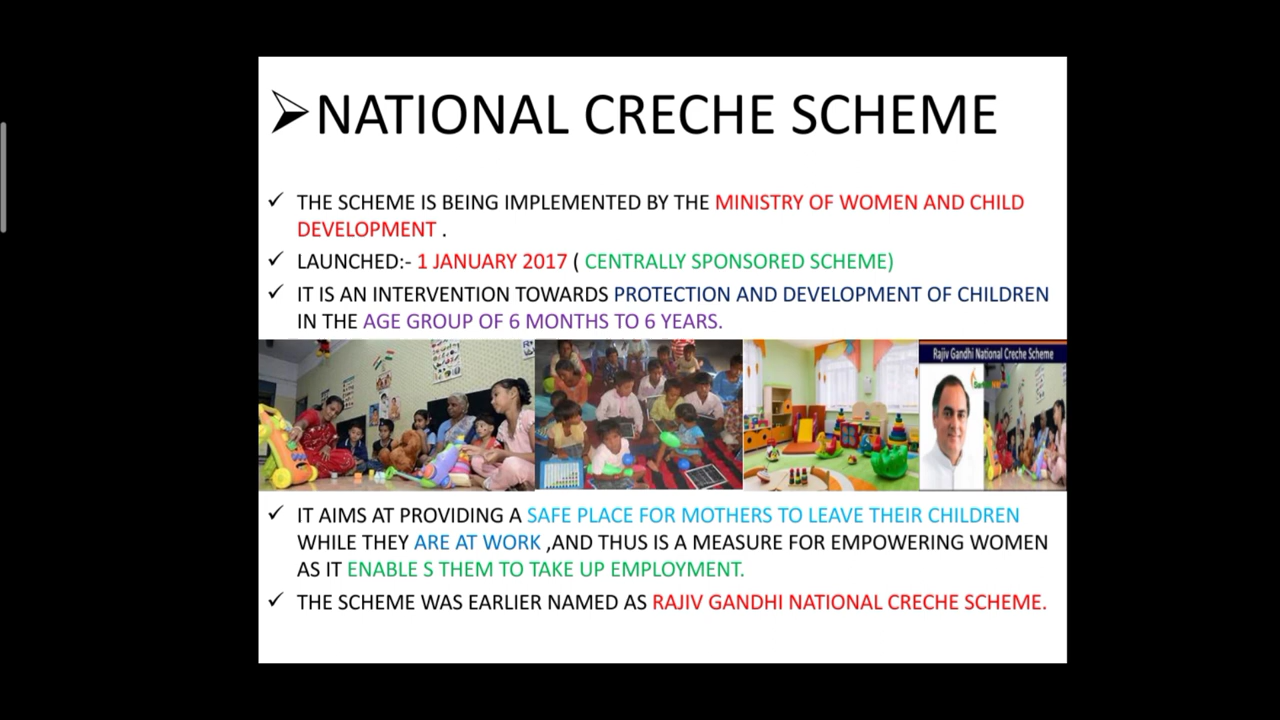 ➢NATIONAL CRECHE SCHEME
✓ THE SCHEME IS BEING IMPLEMENTED BY THE MINISTRY OF WOMEN AND CHILD
DEVELOPMENT .
✓ LAUNCHED:- 1 JANUARY 2017 ( CENTRALLY SPONSORED SCHEME)
✓ IT IS AN INTERVENTION TOWARDS PROTECTION AND DEVELOPMENT OF CHILDREN
IN THE AGE GROUP OF 6 MONTHS TO 6 YEARS.
Rajiv Gandhi National Creche Scheme
✓ IT AIMS AT PROVIDING A SAFE PLACE FOR MOTHERS TO LEAVE THEIR CHILDREN
WHILE THEY ARE AT WORK ,AND THUS IS A MEASURE FOR EMPOWERING WOMEN
AS IT ENABLE S THEM TO TAKE UP EMPLOYMENT.
✓ THE SCHEME WAS EARLIER NAMED AS RAJIV GANDHI NATIONAL CRECHE SCHEME.